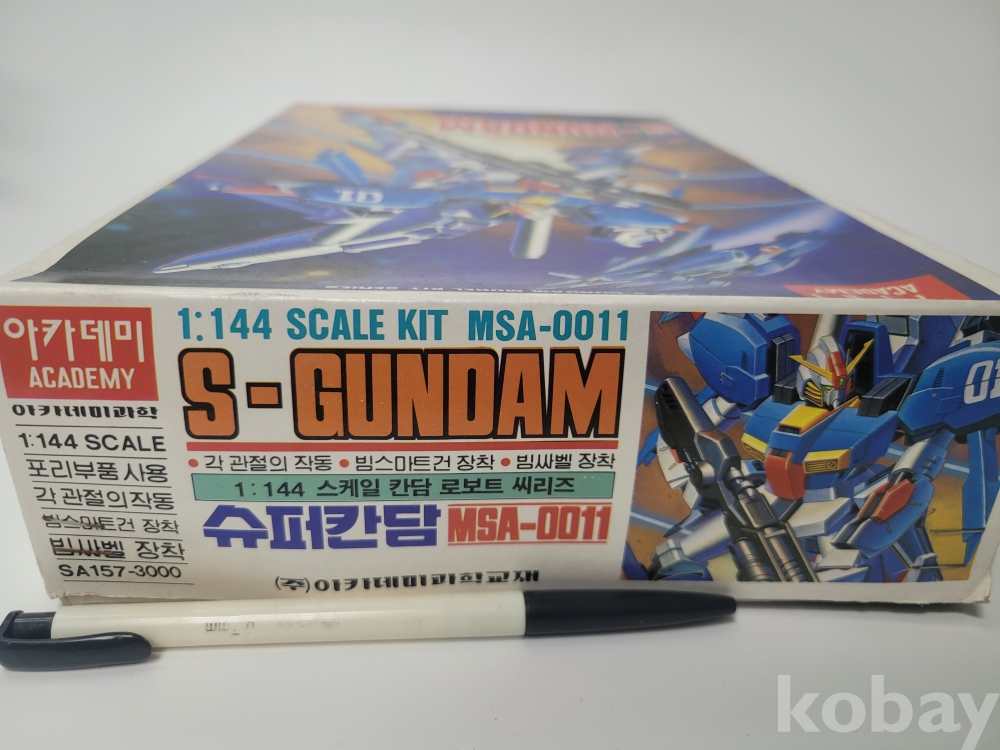 GUNDAM
ID
ACADEMY
아카데미
ACADEMY
아카데미과학
1:144 SCALE
포리부품 사용
각 관절의 작동
빔스마트건 장착
빔싸벨 장착
SA157-3000
1:144 SCALE KIT MSA-0011
S-GUNDAM
• 각 관절의 작동 • 빔스마트건 장착 • 빔싸벨 장착
1:144 스케일 칸담 로보트 씨리즈
슈퍼칸담 MSA-0011
(주)아카데미과학교재
kobay